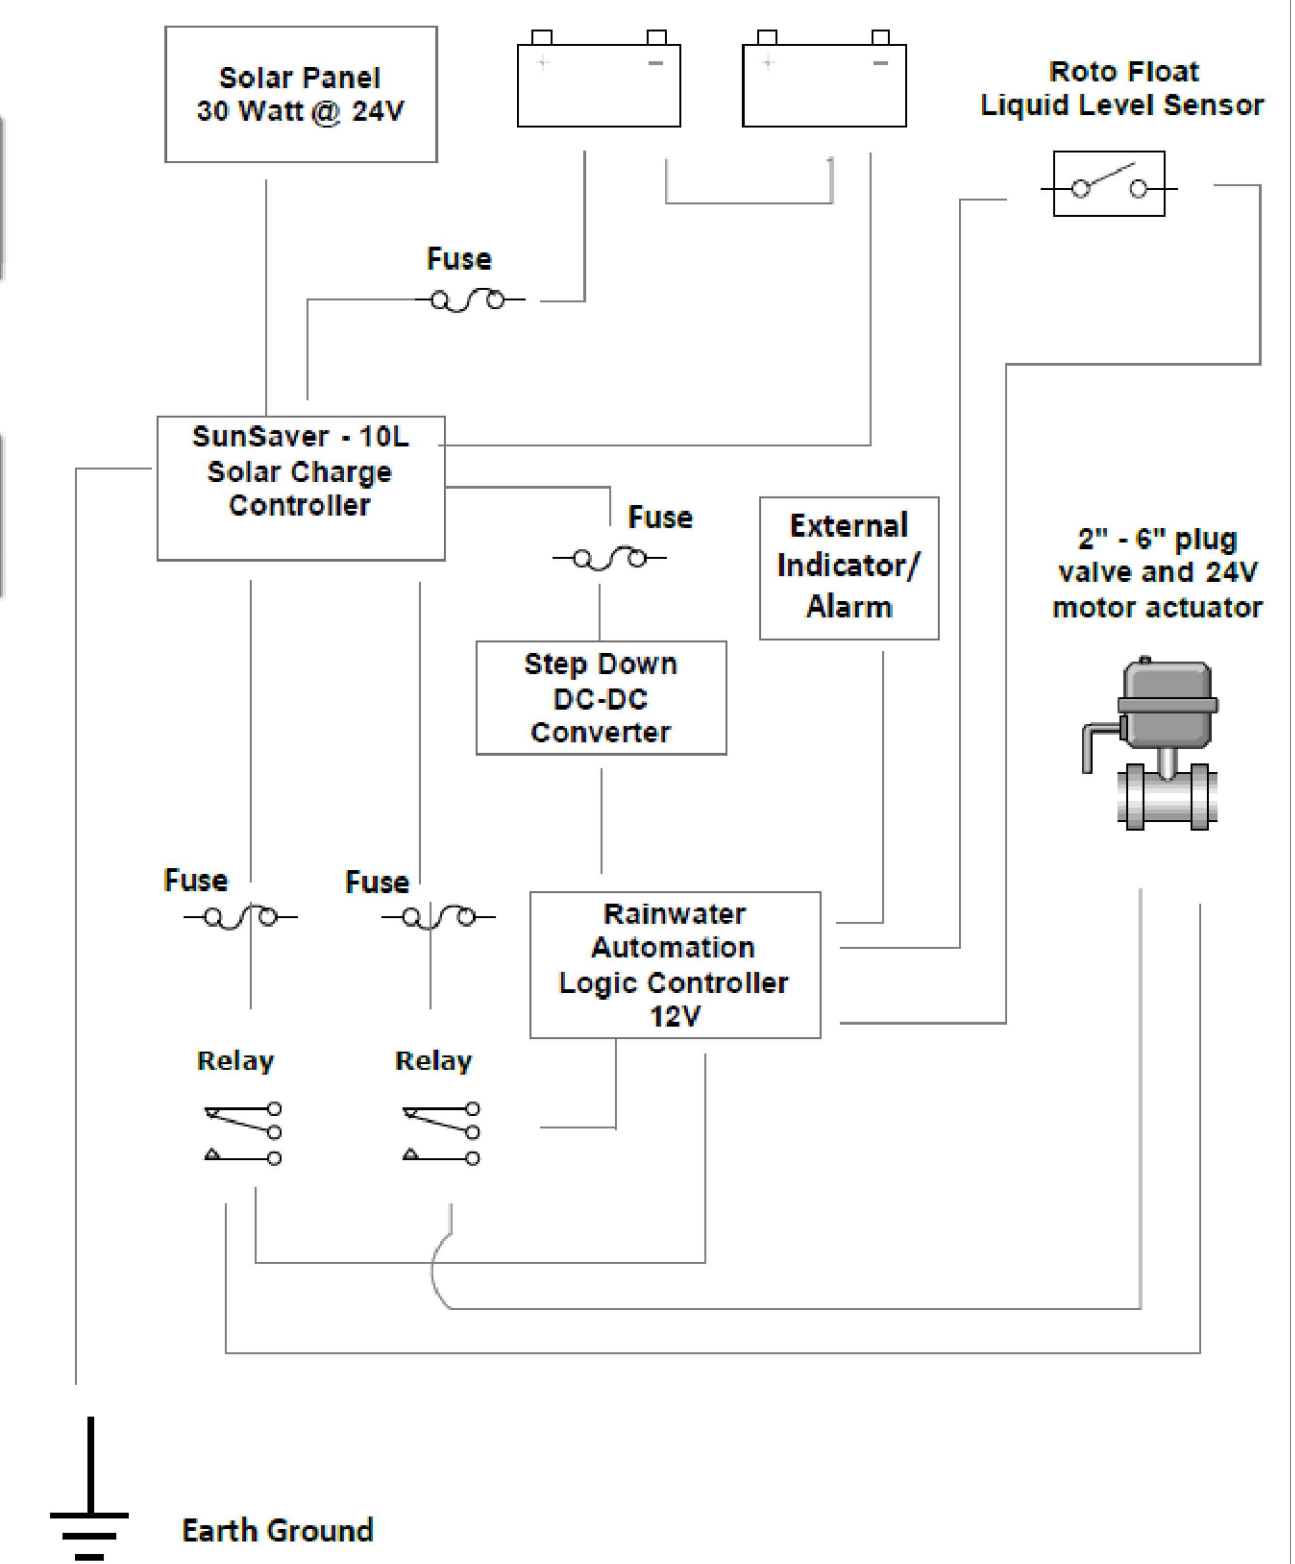 Solar Panel
30 Watt @ 24V
+ −
+ −
Roto Float
Liquid Level Sensor
Fuse
SunSaver - 10L
Solar Charge
Controller
Fuse
External
Indicator/
Alarm
2" - 6" plug
valve and 24V
motor actuator
Step Down
DC-DC
Converter
Fuse
Fuse
Rainwater
Automation
Logic Controller
12V
Relay
Relay
Earth Ground